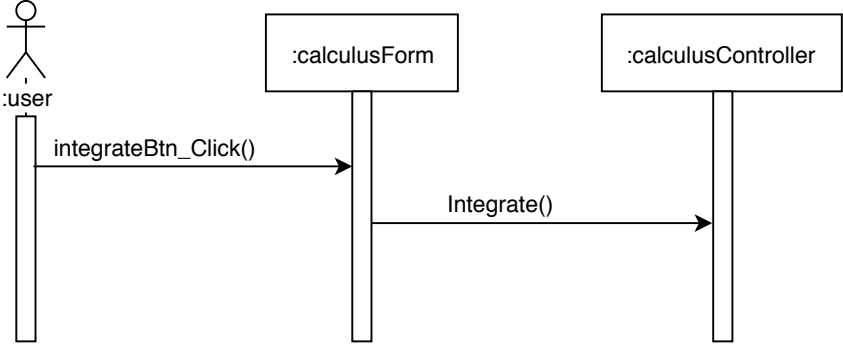 :calculusForm
:calculusController
:user
integrateBtn_Click()
Integrate()